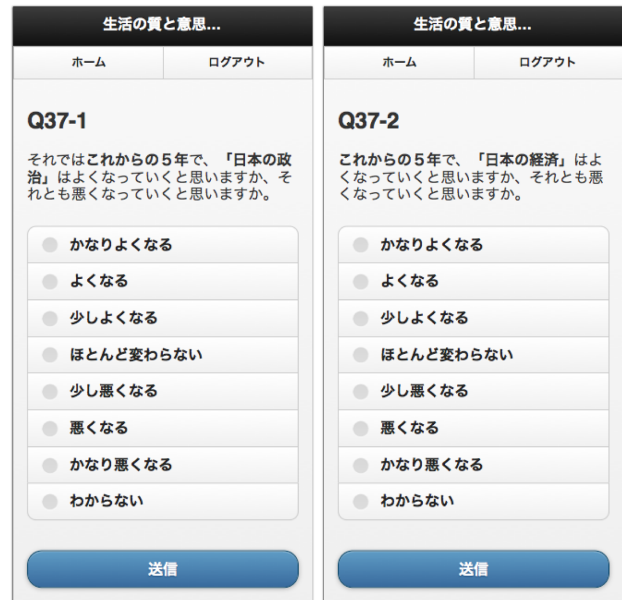 生活の質と意思...
ホーム
ログアウト
Q37-1
それではこれからの５年で、「日本の政
治」はよくなっていくと思いますか、そ
れとも悪くなっていくと思いますか。
かなりよくなる
よくなる
少しよくなる
ほとんど変わらない
少し悪くなる
悪くなる
かなり悪くなる
わからない
送信
生活の質と意思...
ホーム
ログアウト
Q37-2
これからの５年で、「日本の経済」はよ
くなっていくと思いますか、それとも悪
くなっていくと思いますか。
かなりよくなる
よくなる
少しよくなる
ほとんど変わらない
少し悪くなる
悪くなる
かなり悪くなる
わからない
送信